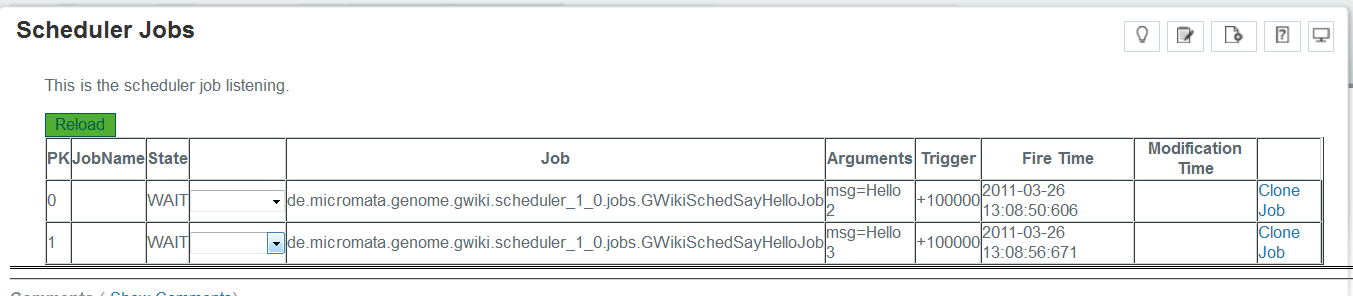 Scheduler Jobs
This is the scheduler job listening.
Reload
PK JobName State Job Arguments Trigger Fire Time Modification Time
0 WAIT de.micromata.genome.gwiki.scheduler_1_0.jobs.GWikiSchedSayHelloJob msg=Hello 2 +100000 2011-03-26 13:08:50:606 Clone Job
1 WAIT de.micromata.genome.gwiki.scheduler_1_0.jobs.GWikiSchedSayHelloJob msg=Hello 3 +100000 2011-03-26 13:08:56:671 Clone Job
Comments ( Show Comments)